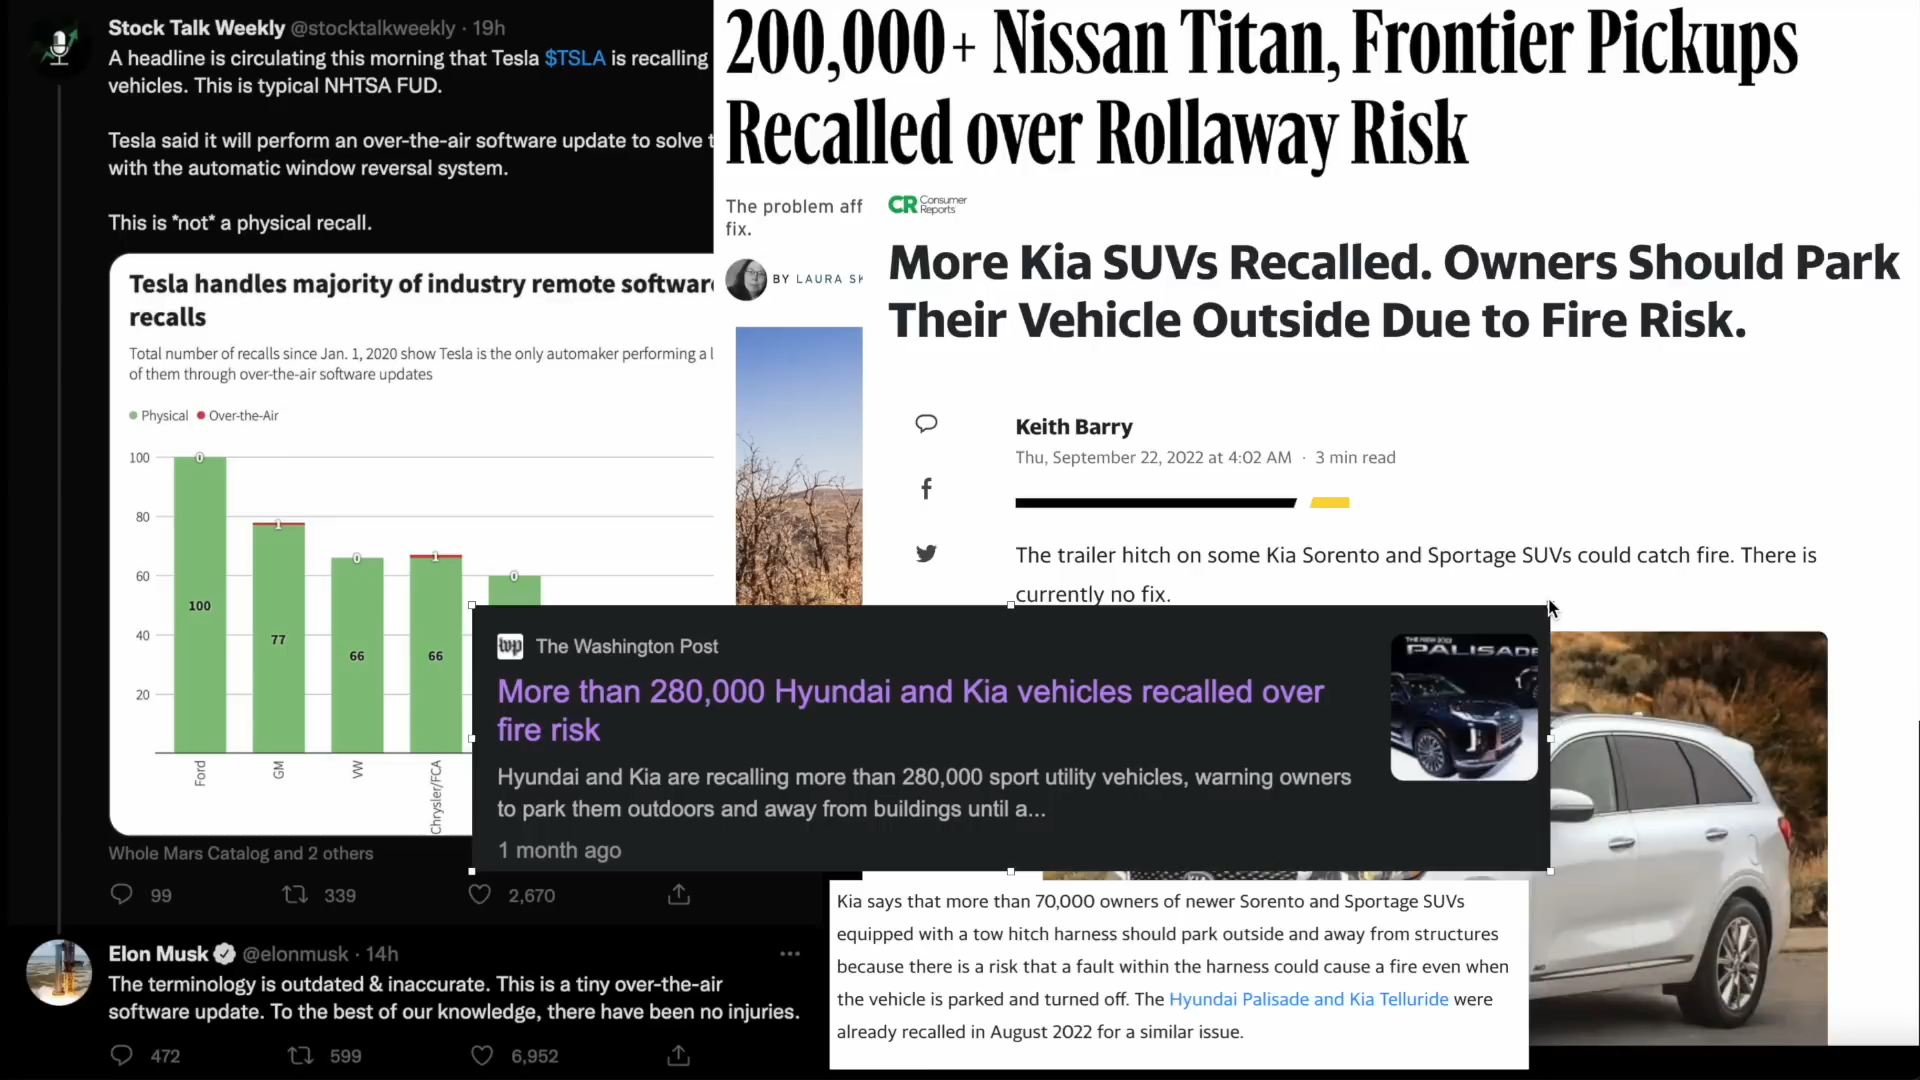 Stock Talk Weekly @stocktalkweekly · 19h
A headline is circulating this morning that Tesla $TSLA is recalling
vehicles. This is typical NHTSA FUD.
Tesla said it will perform an over-the-air software update to solve
with the automatic window reversal system.
This is *not* a physical recall.
Tesla handles majority of industry remote software
recalls
Total number of recalls since Jan. 1, 2020 show Tesla is the only automaker performing a
of them through over-the-air software updates
Physical Over-the-Air
100
80
60
40
20
0
1
0
1
0
100
77
66
66
Ford
GM
VW
Chrysler/FCA
Whole Mars Catalog and 2 others
99 339 2,670
Elon Musk @elonmusk · 14h
The terminology is outdated & inaccurate. This is a tiny over-the-air
software update. To the best of our knowledge, there have been no injuries.
472 599 6,952
200,000+ Nissan Titan, Frontier Pickups
Recalled over Rollaway Risk
The problem aff
fix.
BY LAURA
CR Consumer
Reports
More Kia SUVs Recalled. Owners Should Park
Their Vehicle Outside Due to Fire Risk.
Keith Barry
Thu, September 22, 2022 at 4:02 AM · 3 min read
The trailer hitch on some Kia Sorento and Sportage SUVs could catch fire. There is
currently no fix.
wp The Washington Post
More than 280,000 Hyundai and Kia vehicles recalled over
fire risk
Hyundai and Kia are recalling more than 280,000 sport utility vehicles, warning owners
to park them outdoors and away from buildings until a...
1 month ago
PALISADE
Kia says that more than 70,000 owners of newer Sorento and Sportage SUVs
equipped with a tow hitch harness should park outside and away from structures
because there is a risk that a fault within the harness could cause a fire even when
the vehicle is parked and turned off. The Hyundai Palisade and Kia Telluride were
already recalled in August 2022 for a similar issue.